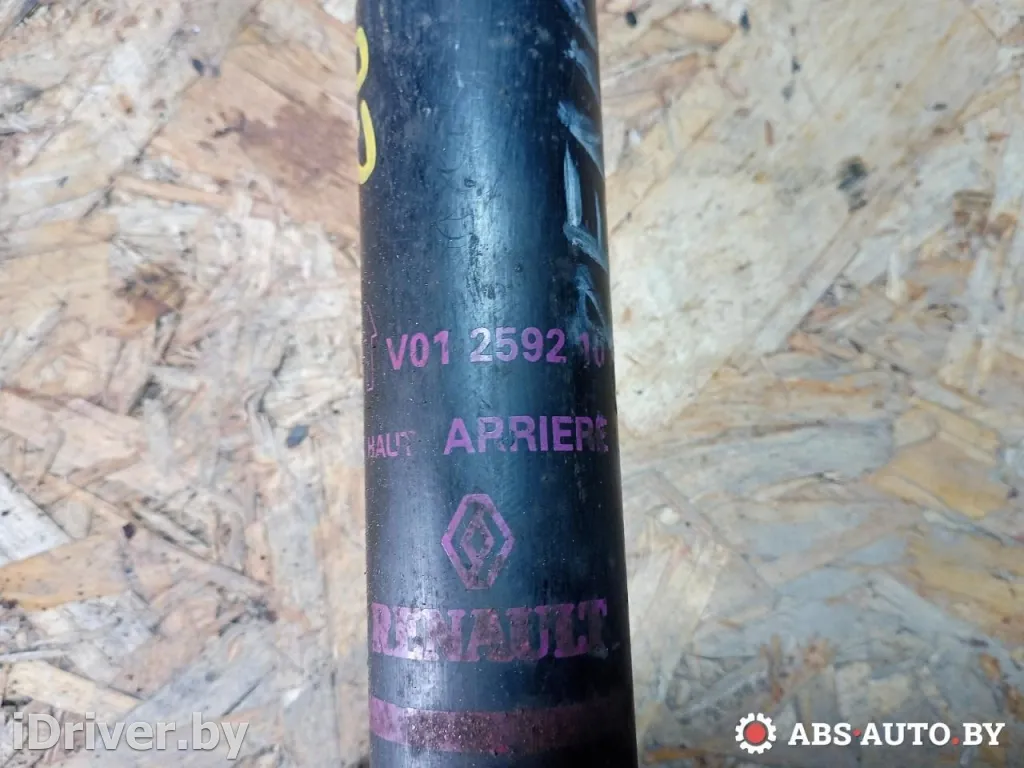 V01 2592 10
HAUT ARRIERE
RENAULT
iDriver.by
ABS-AUTO.BY